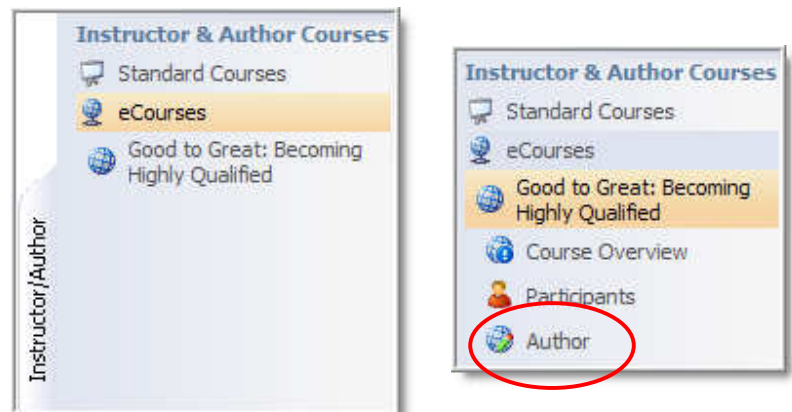 Instructor & Author Courses
Standard Courses
eCourses
Good to Great: Becoming
Highly Qualified
Instructor/Author
Instructor & Author Courses
Standard Courses
eCourses
Good to Great: Becoming
Highly Qualified
Course Overview
Participants
Author